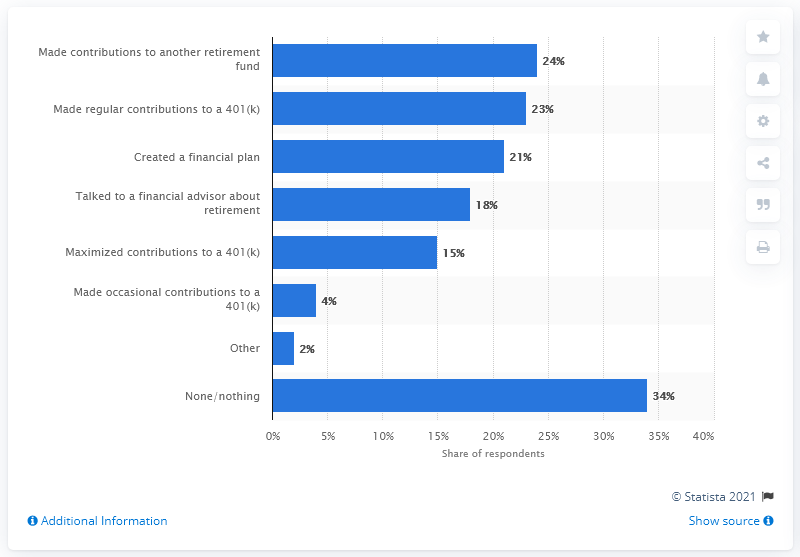 Made contributions to another retirement
fund
24%
Made regular contributions to a 401(k)
23%
Created a financial plan
21%
Talked to a financial advisor about
retirement
18%
Maximized contributions to a 401(k)
15%
Made occasional contributions to a
401(k)
4%
Other
2%
None/nothing
34%
0% 5% 10% 15% 20% 25% 30% 35% 40%
Share of respondents
© Statista 2021
Additional Information
Show source